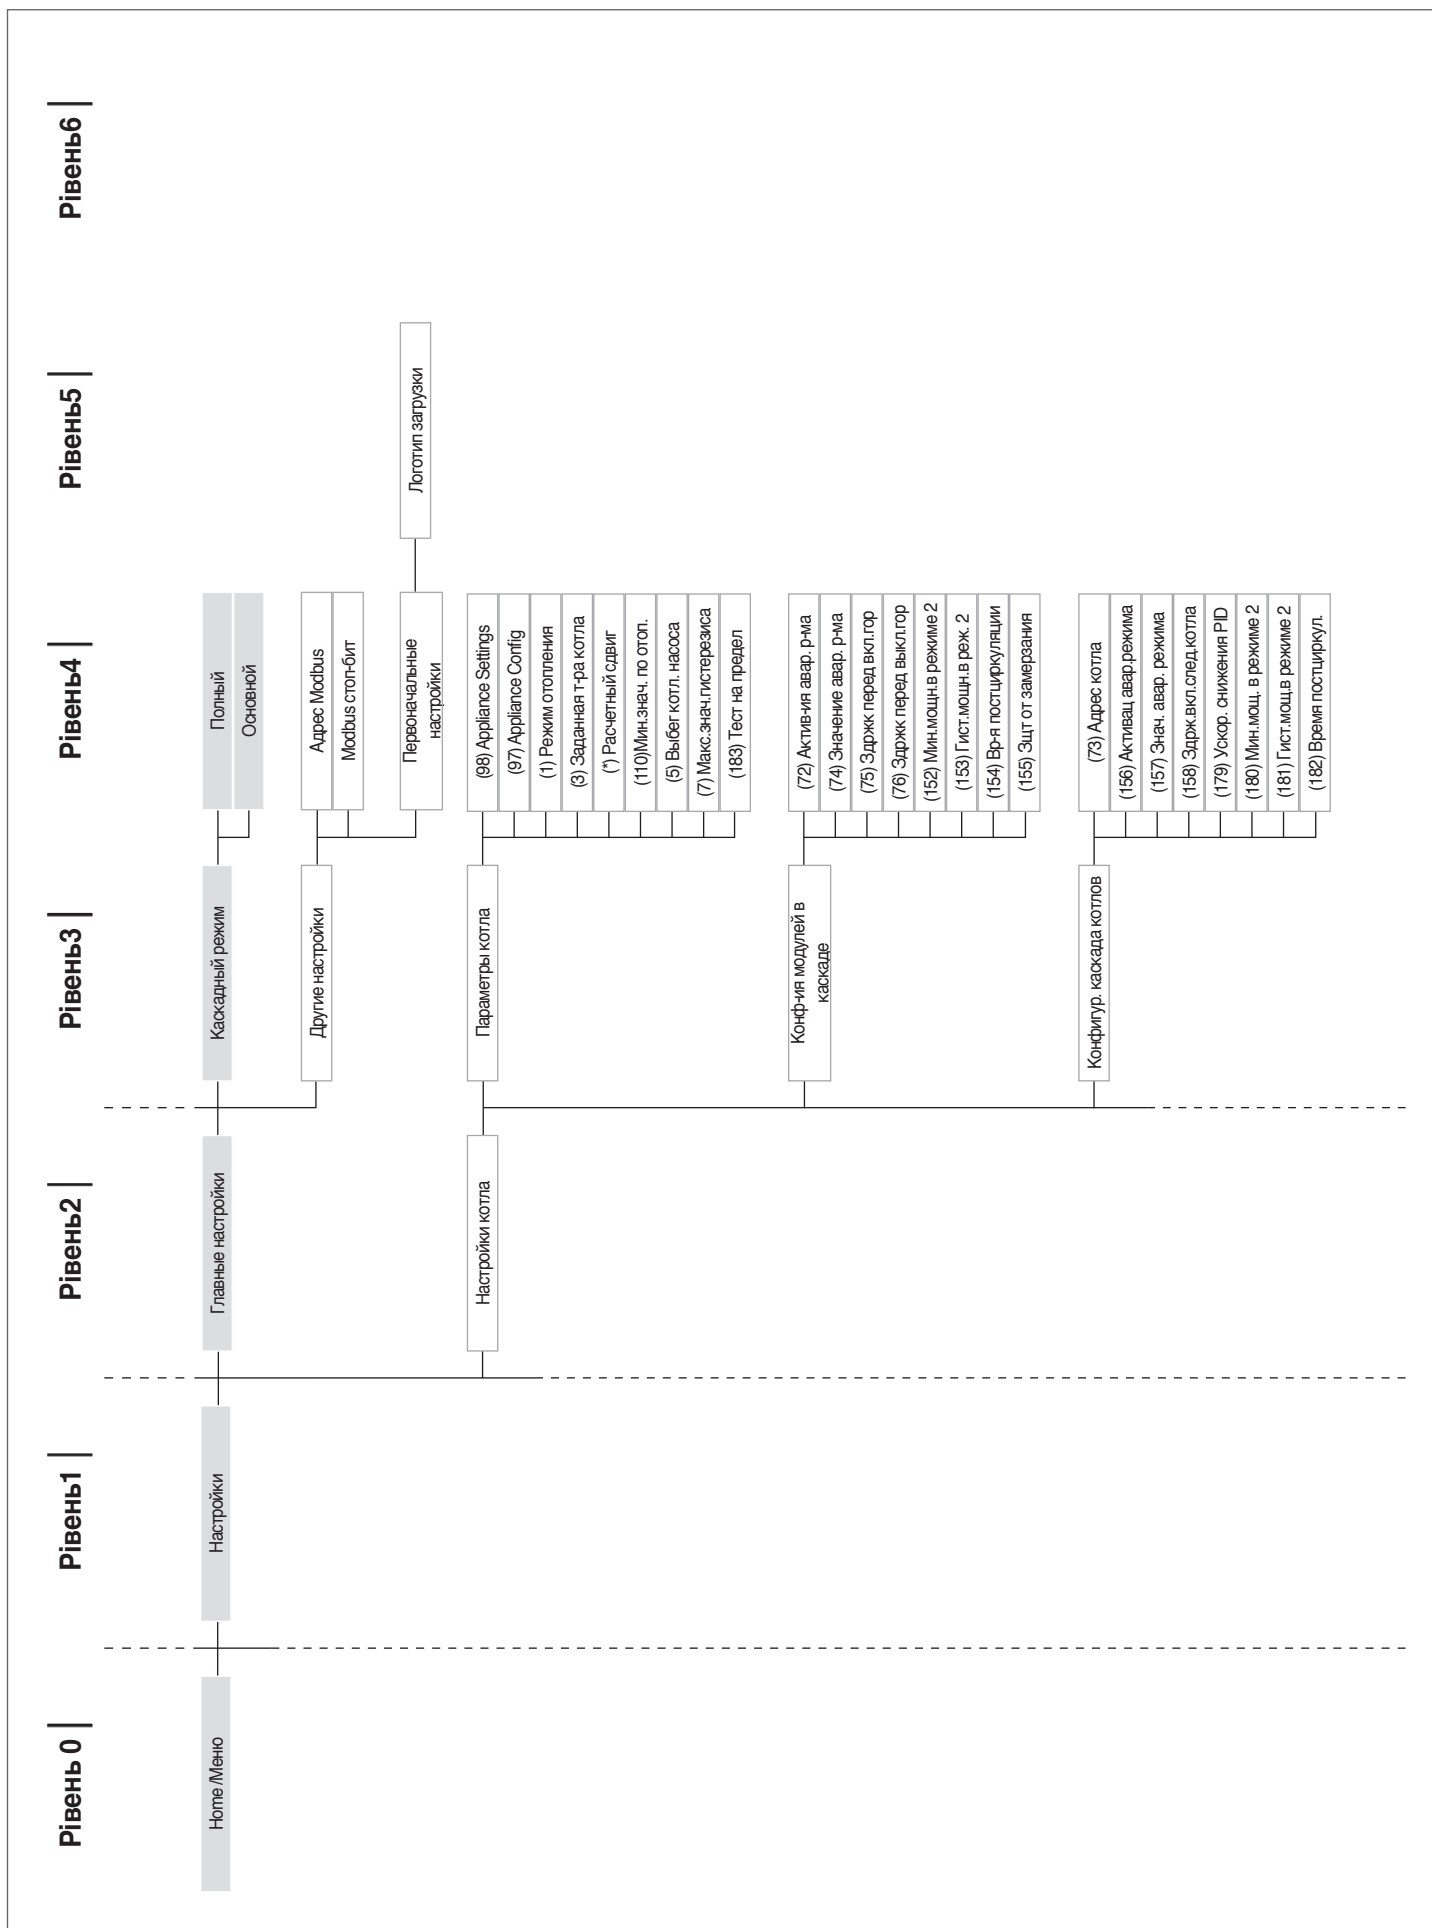 Рівень 0
Рівень1
Рівень2
Рівень3
Рівень4
Рівень5
Рівень6
Home /Меню
Настройки
Главные настройки
Каскадный режим
Полный
Основной
Другие настройки
Адрес Modbus
Modbus стоп-бит
Первоначальные
настройки
Логотип загрузки
Настройки котла
Параметры котла
(98) Appliance Settings
(97) Appliance Config
(1) Режим отопления
(3) Заданная т-ра котла
(*) Расчетный сдвиг
(110)Мин.знач. по отоп.
(5) Выбег котл. насоса
(7) Макс.знач.гистерезиса
(183) Тест на предел
Конф-ия модулей в
каскаде
(72) Актив-ия авар. р-ма
(74) Значение авар. р-ма
(75) Здржк перед вкл.гор
(76) Здржк перед выкл.гор
(152) Мин.мощн.в режиме 2
(153) Гист.мощн.в реж. 2
(154) Вр-я постциркуляции
(155) Зщт от замерзания
Конфигур. каскада котлов
(73) Адрес котла
(156) Активац авар.режима
(157) Знач. авар. режима
(158) Здрж.вкл.след.котла
(179) Ускор. снижения PID
(180) Мин.мощ. в режиме 2
(181) Гист.мощ.в режиме 2
(182) Время постциркул.